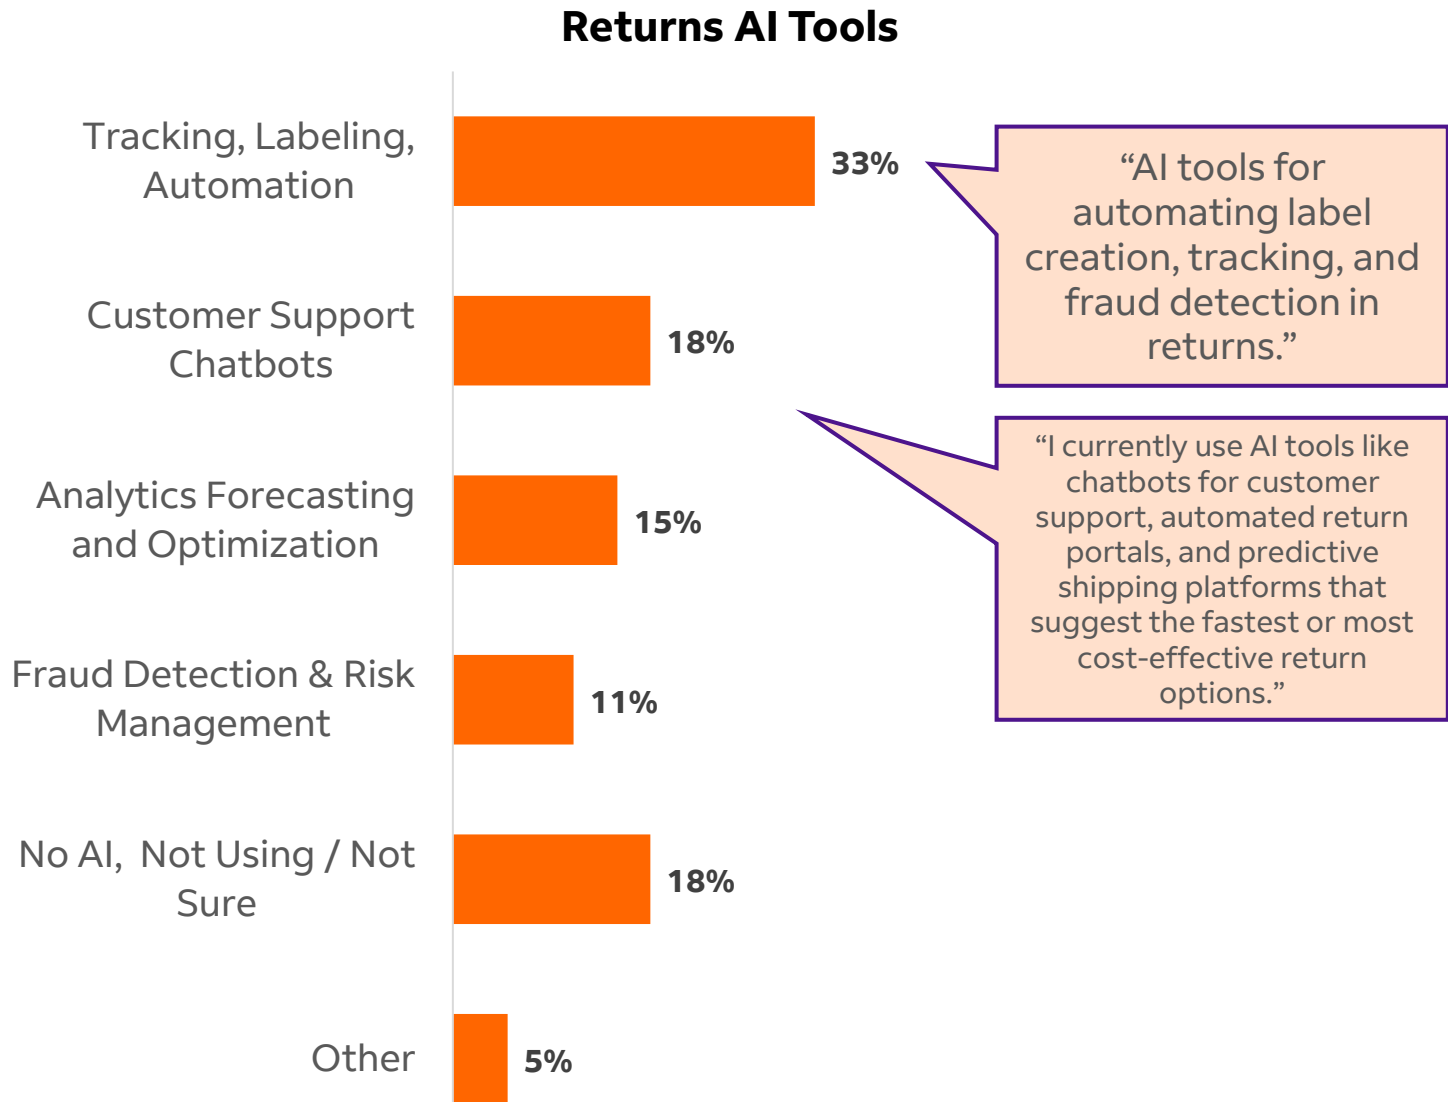 Returns AI Tools
Tracking, Labeling,
Automation
33%
“AI tools for
automating label
creation, tracking, and
fraud detection in
returns.”
Customer Support
Chatbots
18%
“I currently use AI tools like
chatbots for customer
support, automated return
portals, and predictive
shipping platforms that
suggest the fastest or most
cost-effective return
options.”
Analytics Forecasting
and Optimization
15%
Fraud Detection & Risk
Management
11%
No AI,  Not Using / Not
Sure
18%
Other
5%